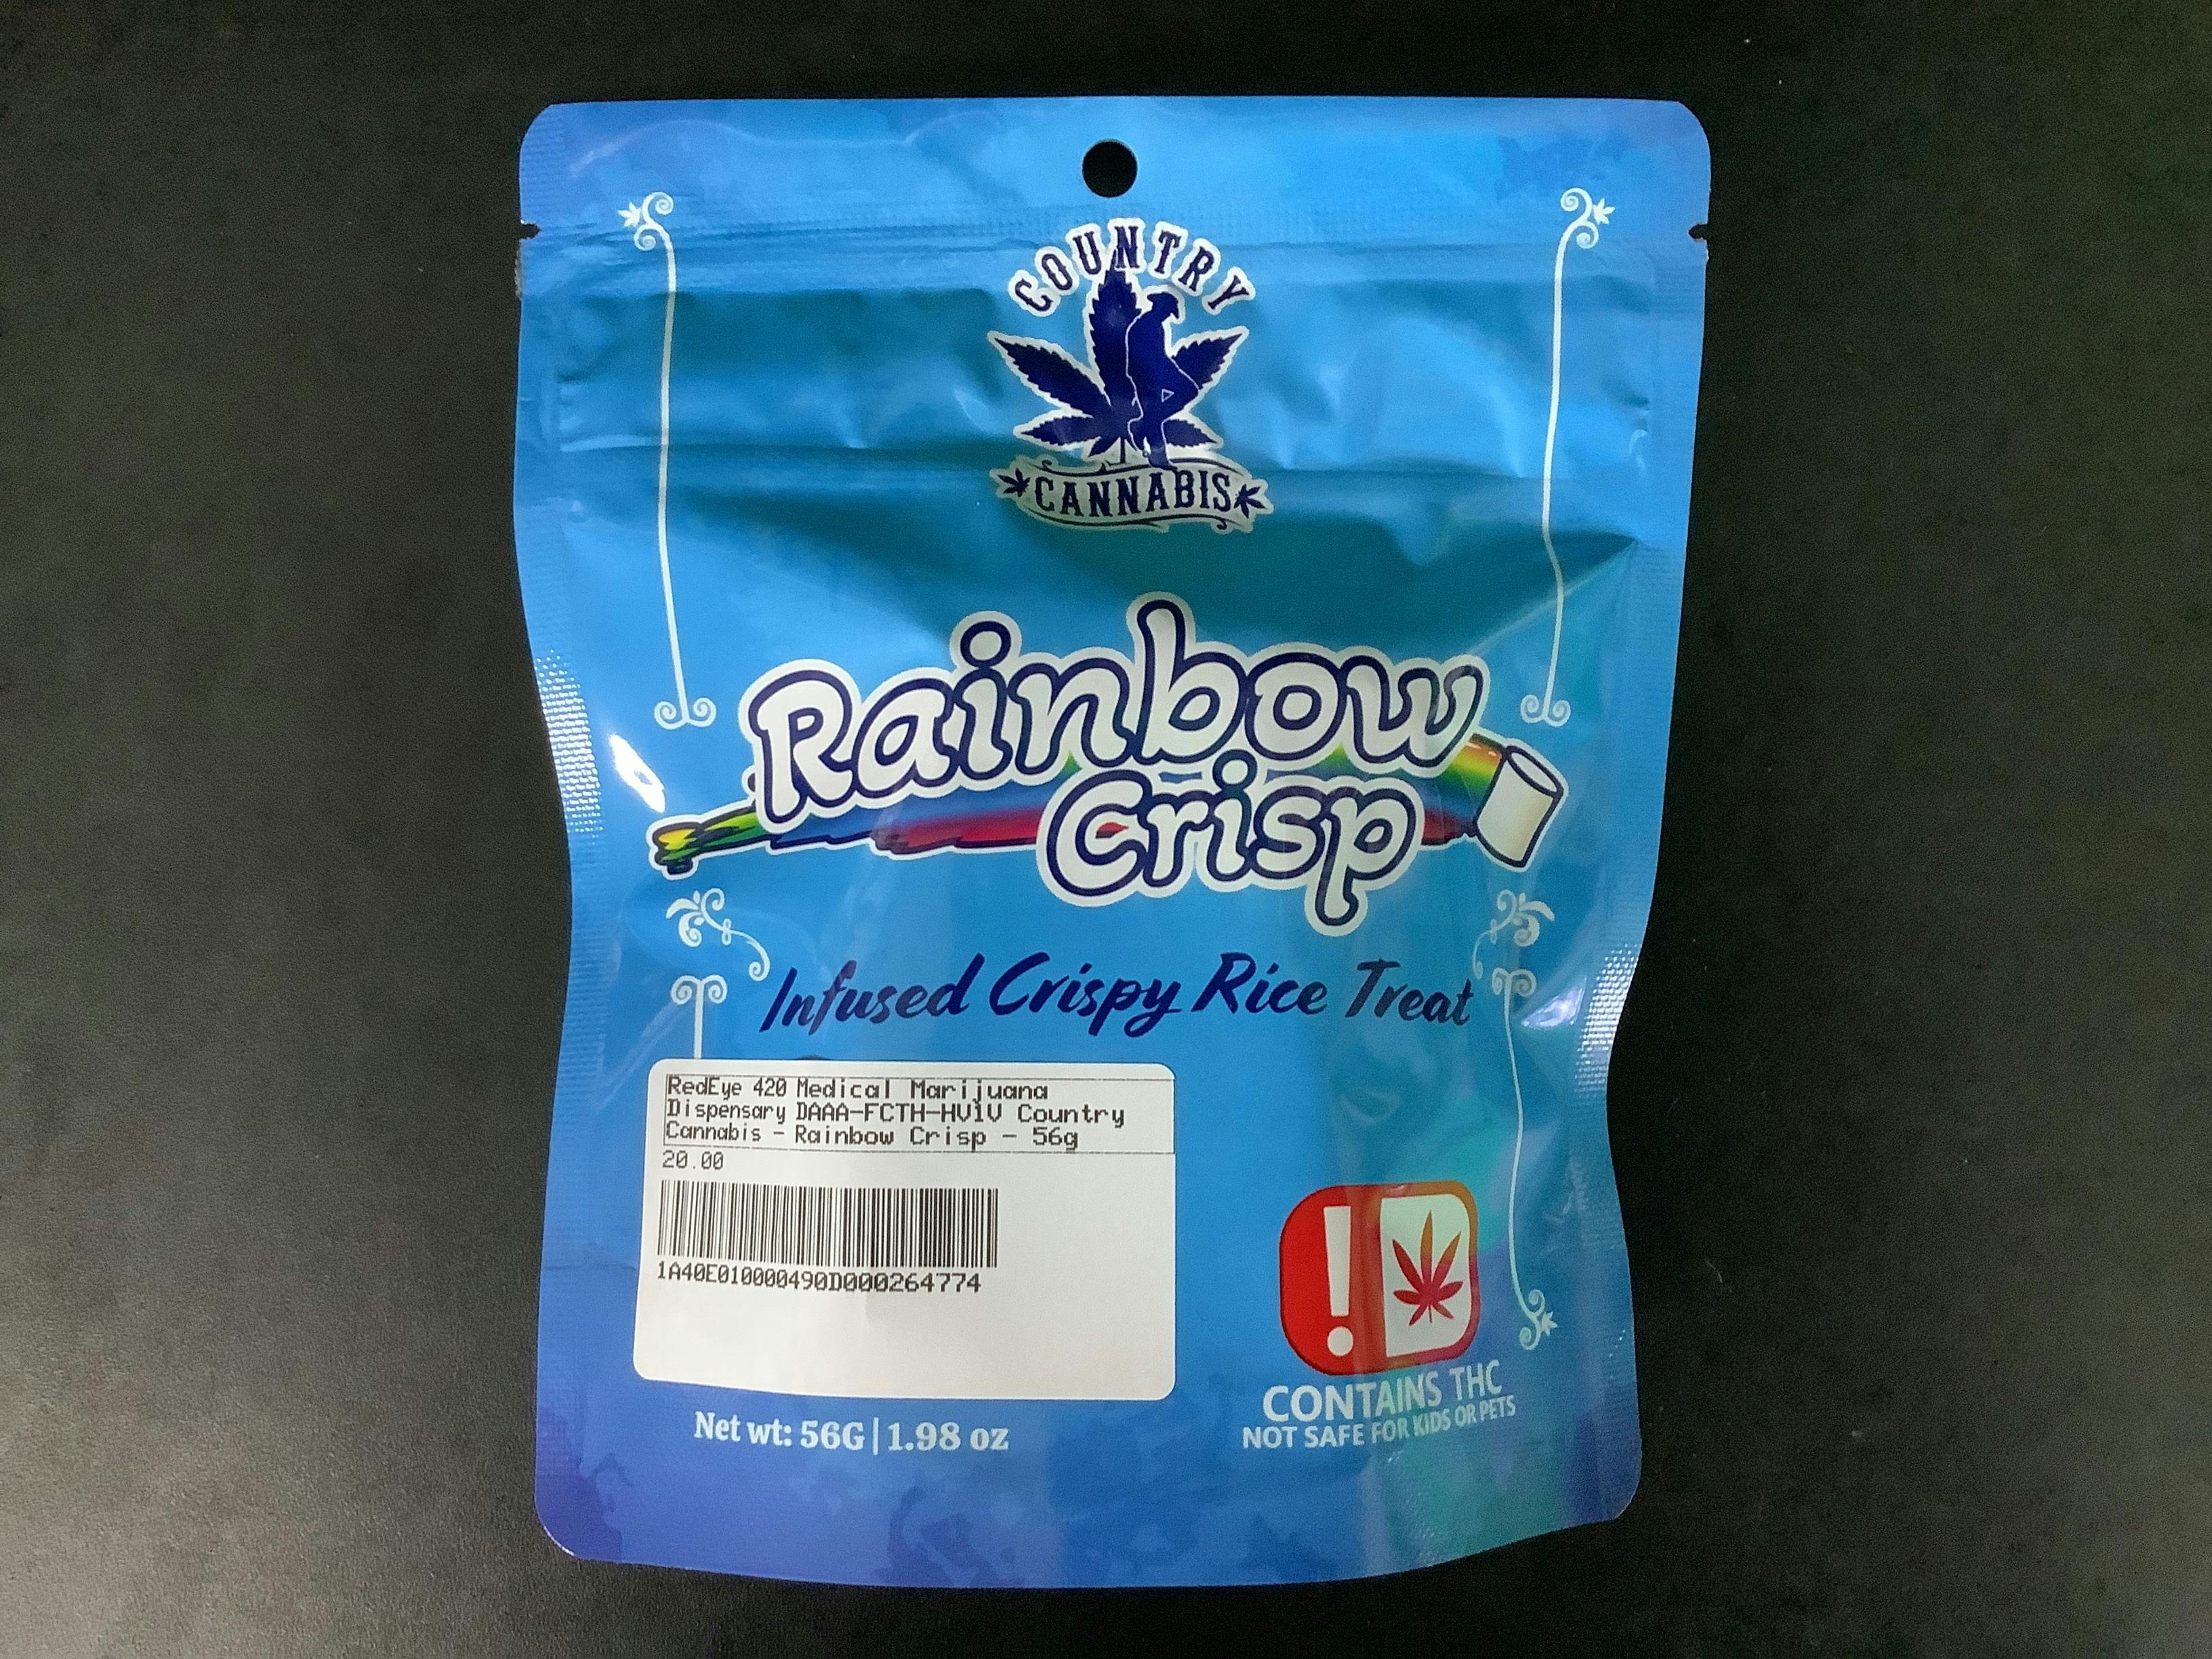 COUNTRY
CANNABIS
Rainbow
Crisp
Infused Crispy Rice Treat
RedEye 420 Medical Marijuana
Dispensary DAAA-FCTH-HV1V Country
Cannabis - Rainbow Crisp - 56g
20.00
1A40E010000490D000264774
Net wt: 56G | 1.98 oz
!
CONTAINS THC
NOT SAFE FOR KIDS OR PETS